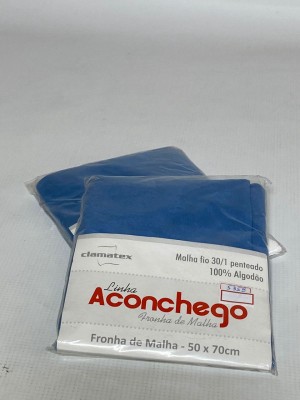 clamatex
Malha fio 30/1 penteado
100% Algodão
Linha
Aconchego
Fronha de Malha
Fronha de Malha - 50 x 70cm